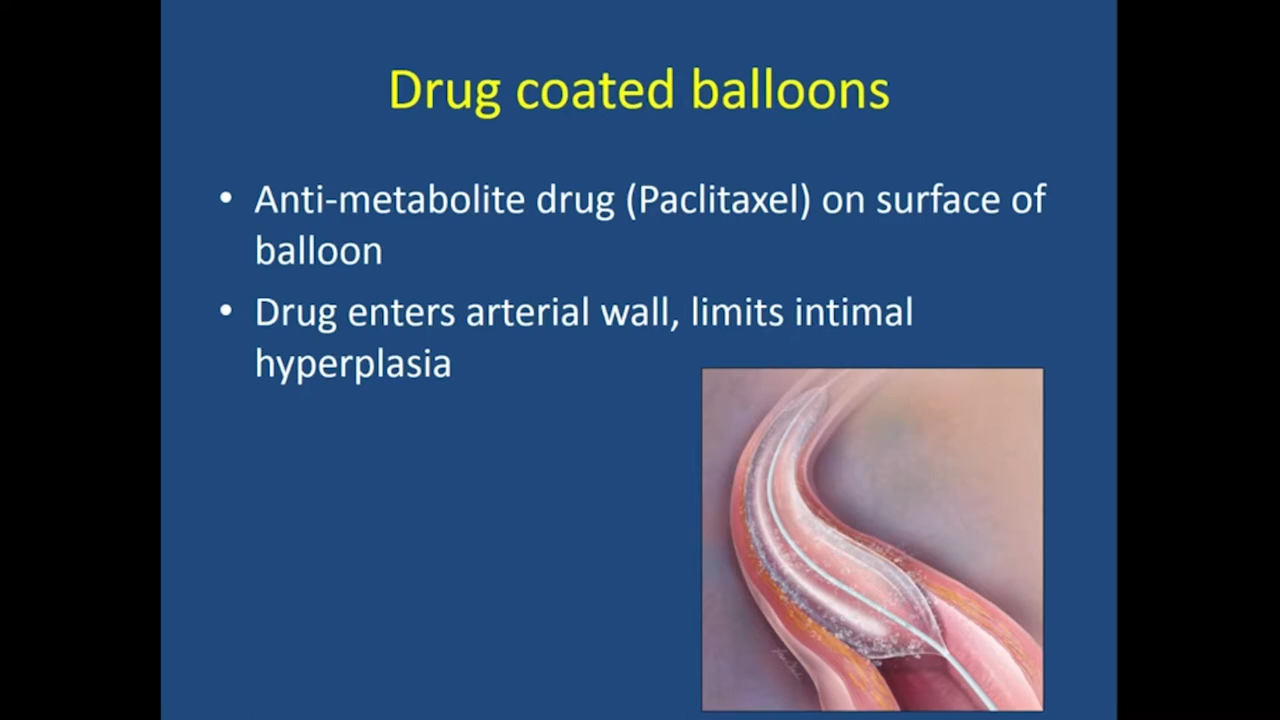 Drug coated balloons
• Anti-metabolite drug (Paclitaxel) on surface of
balloon
• Drug enters arterial wall, limits intimal
hyperplasia